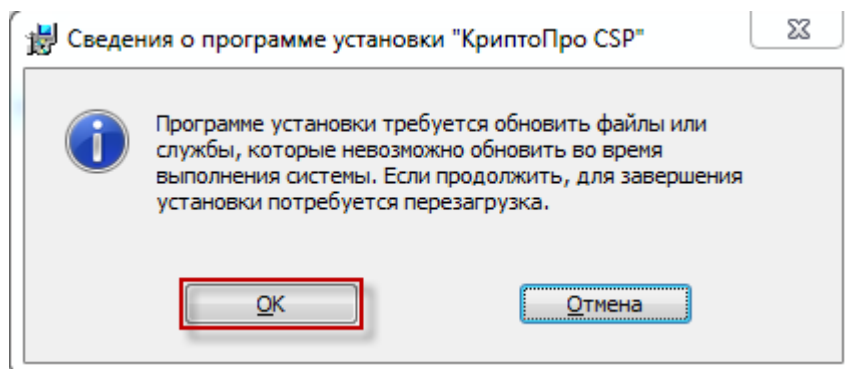 Сведения о программе установки "КриптоПро CSP"
Программе установки требуется обновить файлы или
службы, которые невозможно обновить во время
выполнения системы. Если продолжить, для завершения
установки потребуется перезагрузка.
OK
Отмена